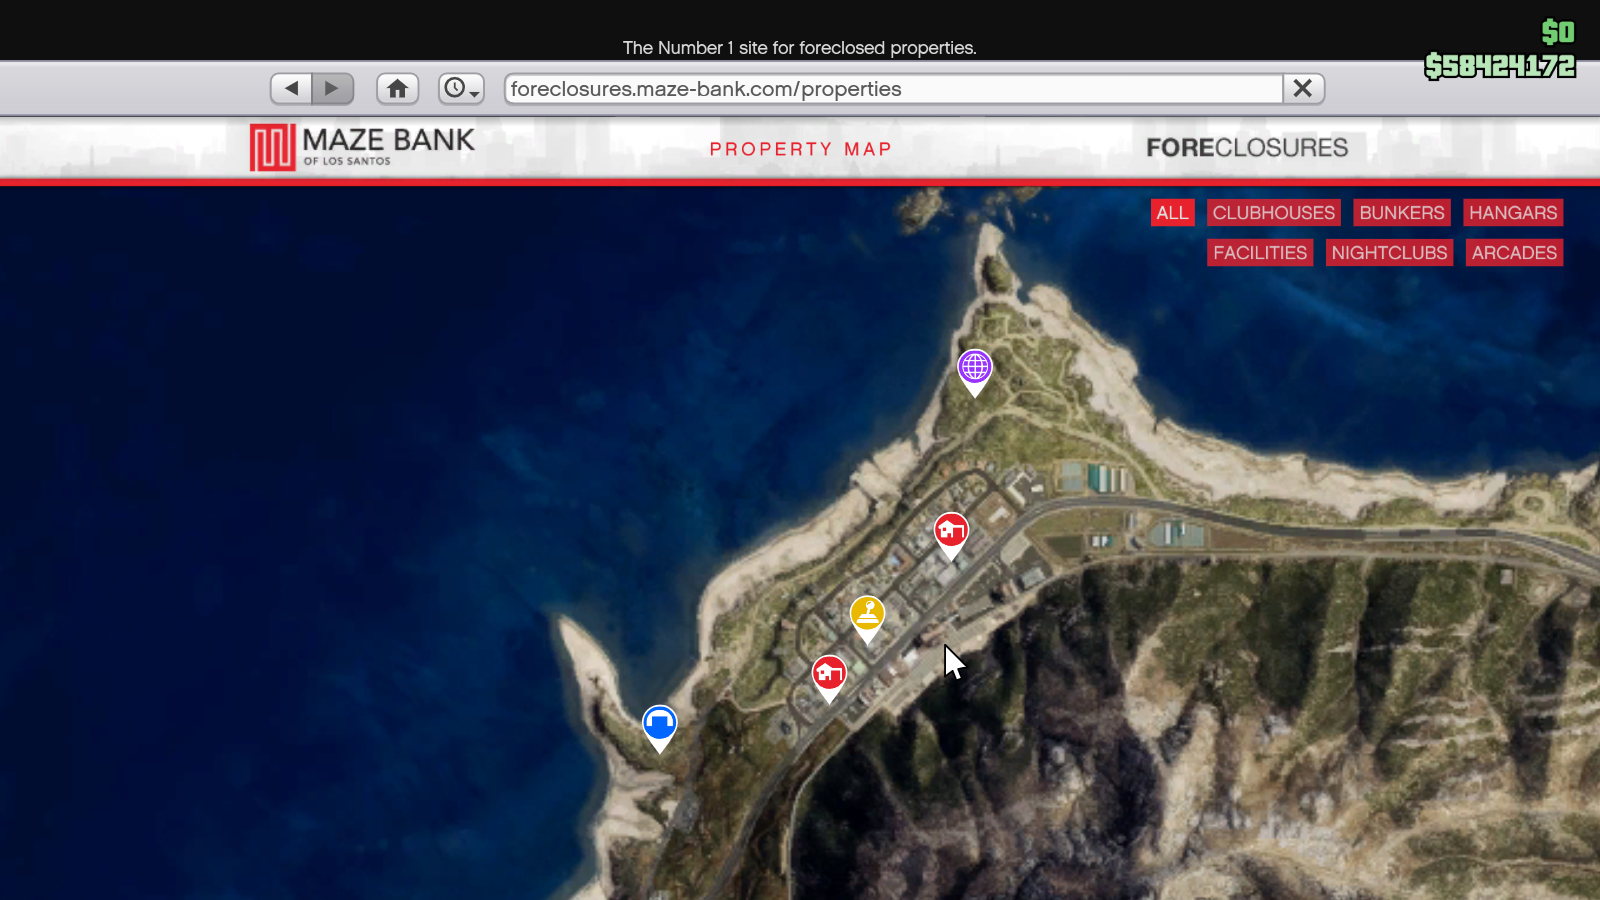 The Number 1 site for foreclosed properties.
$0
$58424172
foreclosures.maze-bank.com/properties
MAZE BANK
OF LOS SANTOS
PROPERTY MAP
FORECLOSURES
ALL CLUBHOUSES BUNKERS HANGARS
FACILITIES NIGHTCLUBS ARCADES